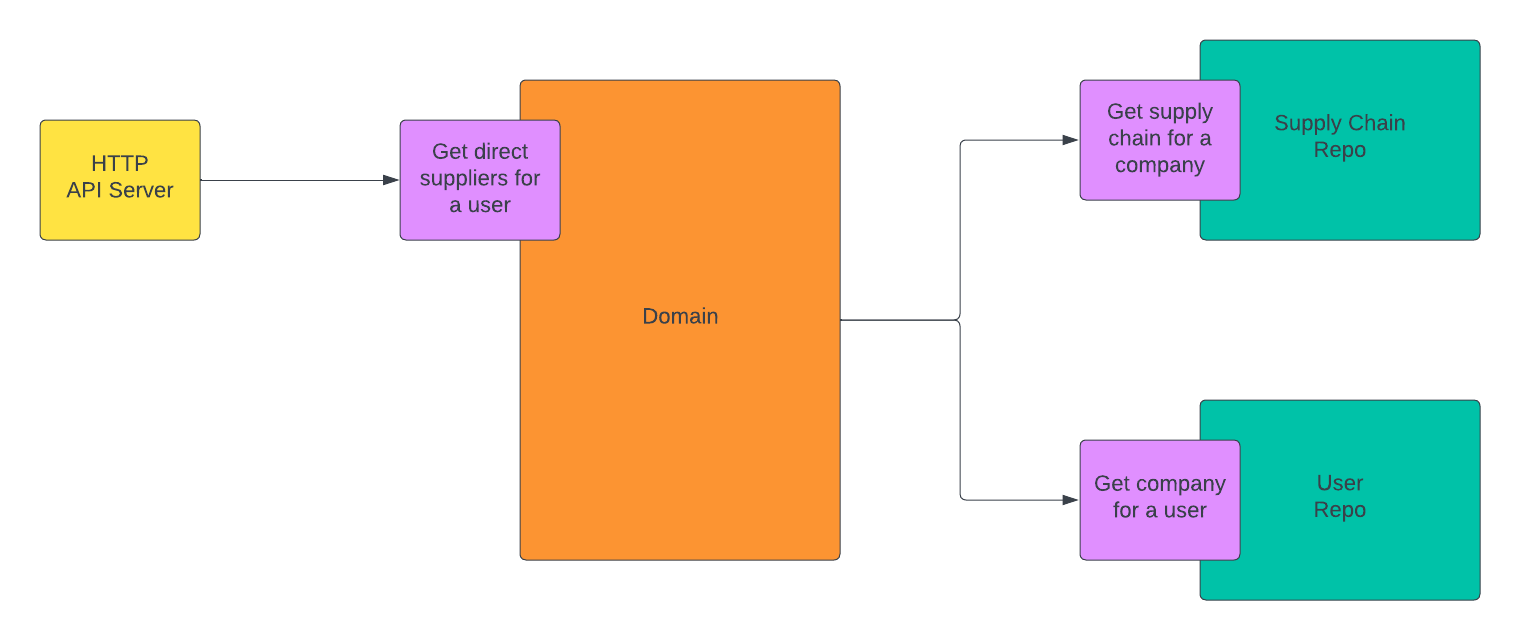 HTTP
API Server
Get direct
suppliers for
a user
Domain
Get supply
chain for a
company
Supply Chain
Repo
Get company
for a user
User
Repo